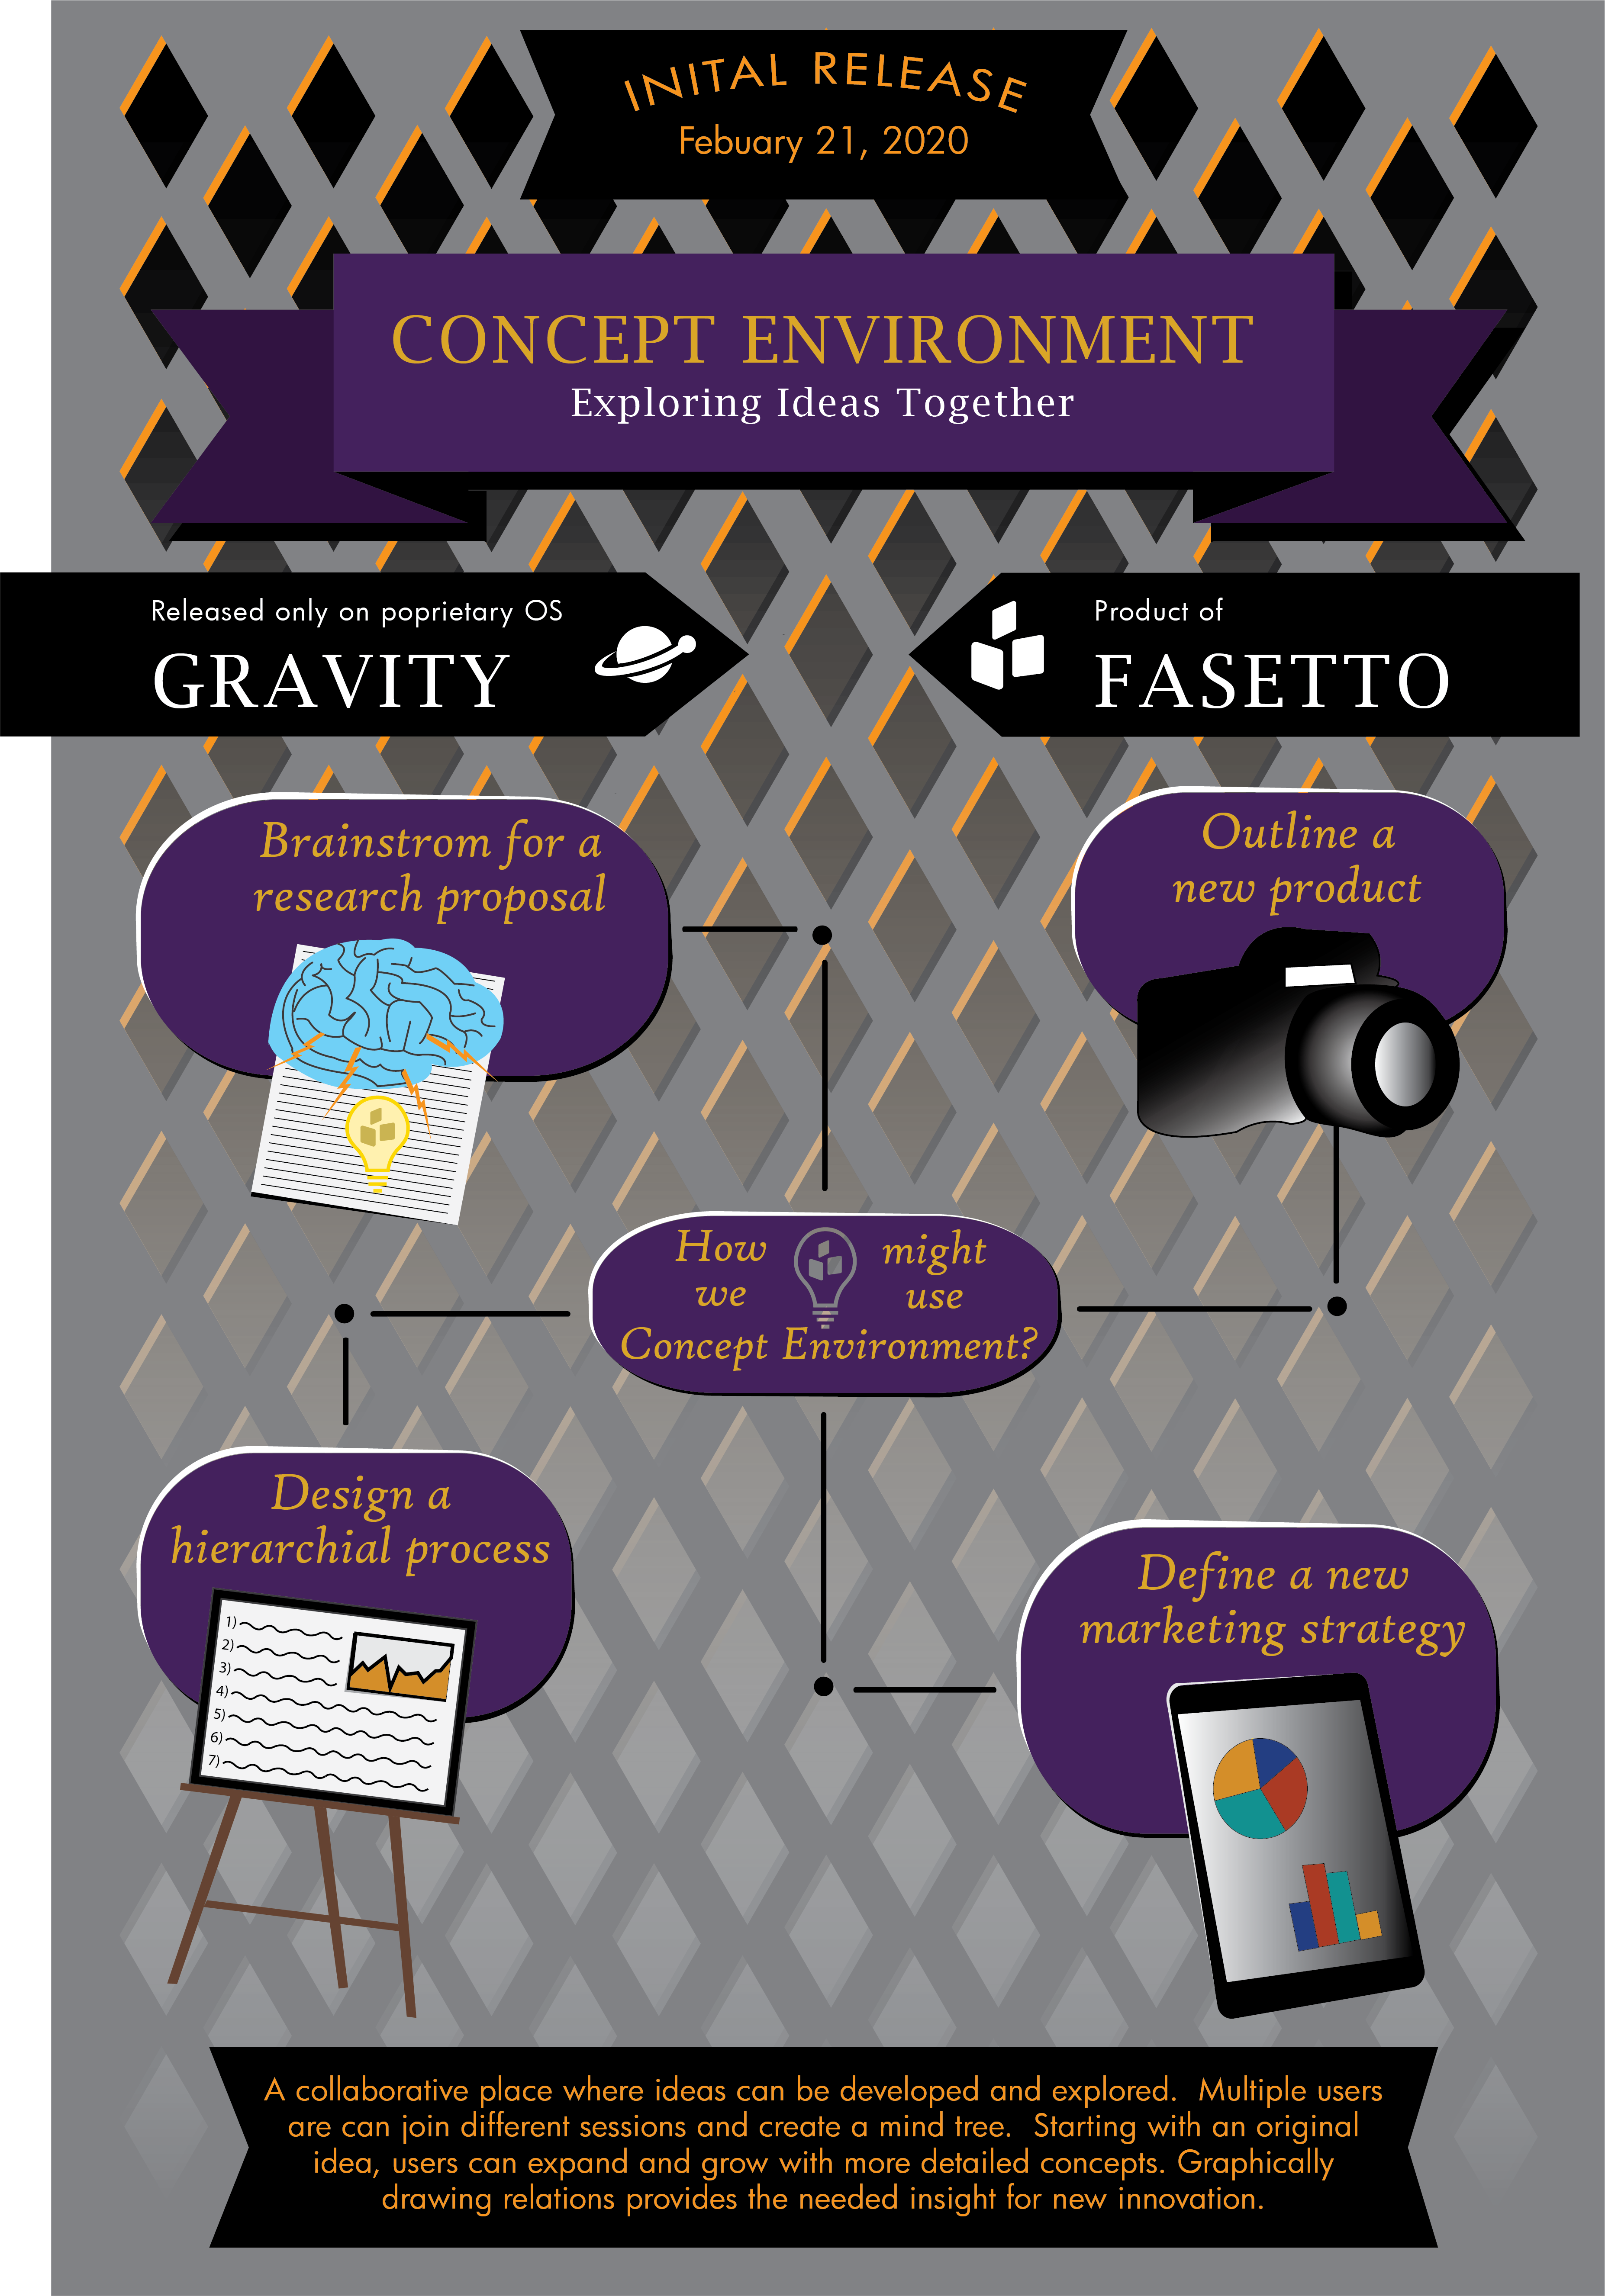 INITAL RELEASE
Febuary 21, 2020
CONCEPT ENVIRONMENT
Exploring Ideas Together
Released only on poprietary OS
GRAVITY
Product of
FASETTO
Brainstrom for a
research proposal
Outline a
new product
How might
we use
Concept Environment?
Design a
hierarchial process
1)
2)
3)
4)
5)
6)
7)
Define a new
marketing strategy
A collaborative place where ideas can be developed and explored.  Multiple users
are can join different sessions and create a mind tree.  Starting with an original
idea, users can expand and grow with more detailed concepts. Graphically
drawing relations provides the needed insight for new innovation.